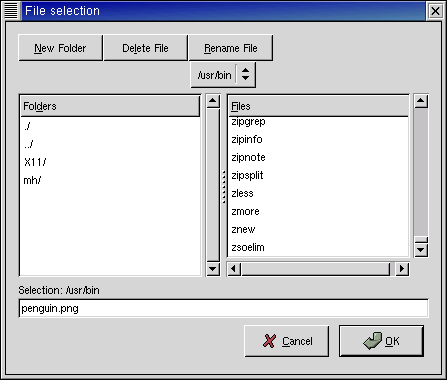 File selection
New Folder
Delete File
Rename File
/usr/bin
Folders
./
../
X11/
mh/
Files
zipgrep
zipinfo
zipnote
zipsplit
zless
zmore
znew
zsoelim
Selection: /usr/bin
penguin.png
Cancel
OK